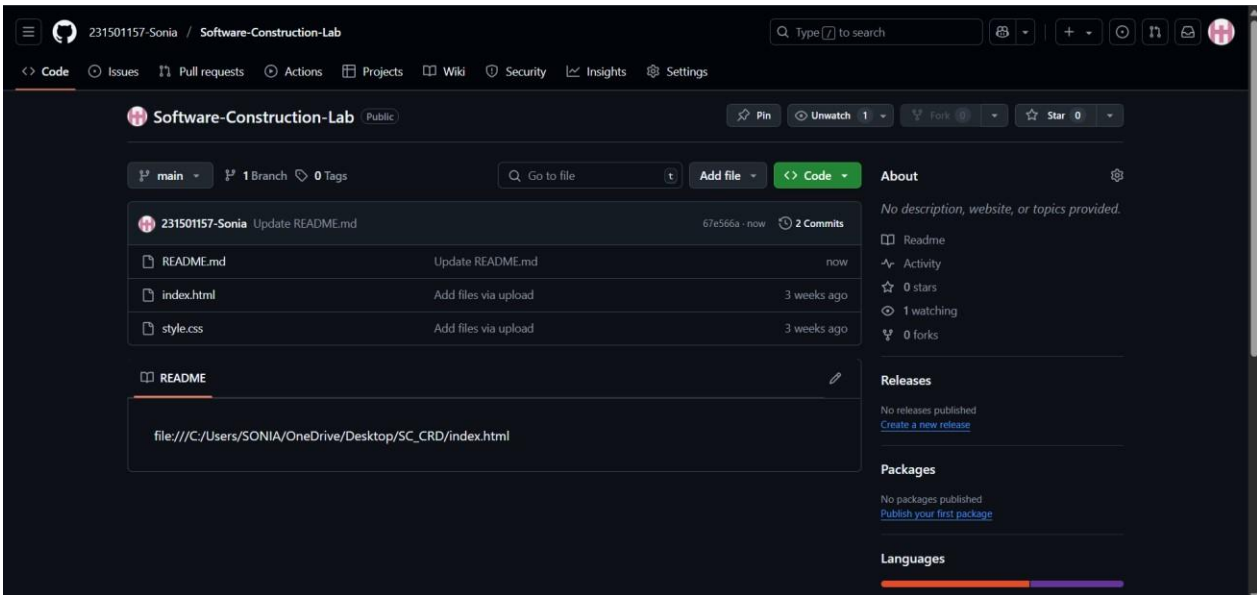 231501157-Sonia / Software-Construction-Lab
Type / to search
Code Issues Pull requests Actions Projects Wiki Security Insights Settings
Software-Construction-Lab Public
Pin Unwatch 1 Fork 0 Star 0
main 1 Branch 0 Tags Go to file t Add file Code
231501157-Sonia Update README.md 67e566a · now 2 Commits
README.md Update README.md now
index.html Add files via upload 3 weeks ago
style.css Add files via upload 3 weeks ago
README
file:///C:/Users/SONIA/OneDrive/Desktop/SC_CRD/index.html
About
No description, website, or topics provided.
Readme
Activity
0 stars
1 watching
0 forks
Releases
No releases published
Create a new release
Packages
No packages published
Publish your first package
Languages